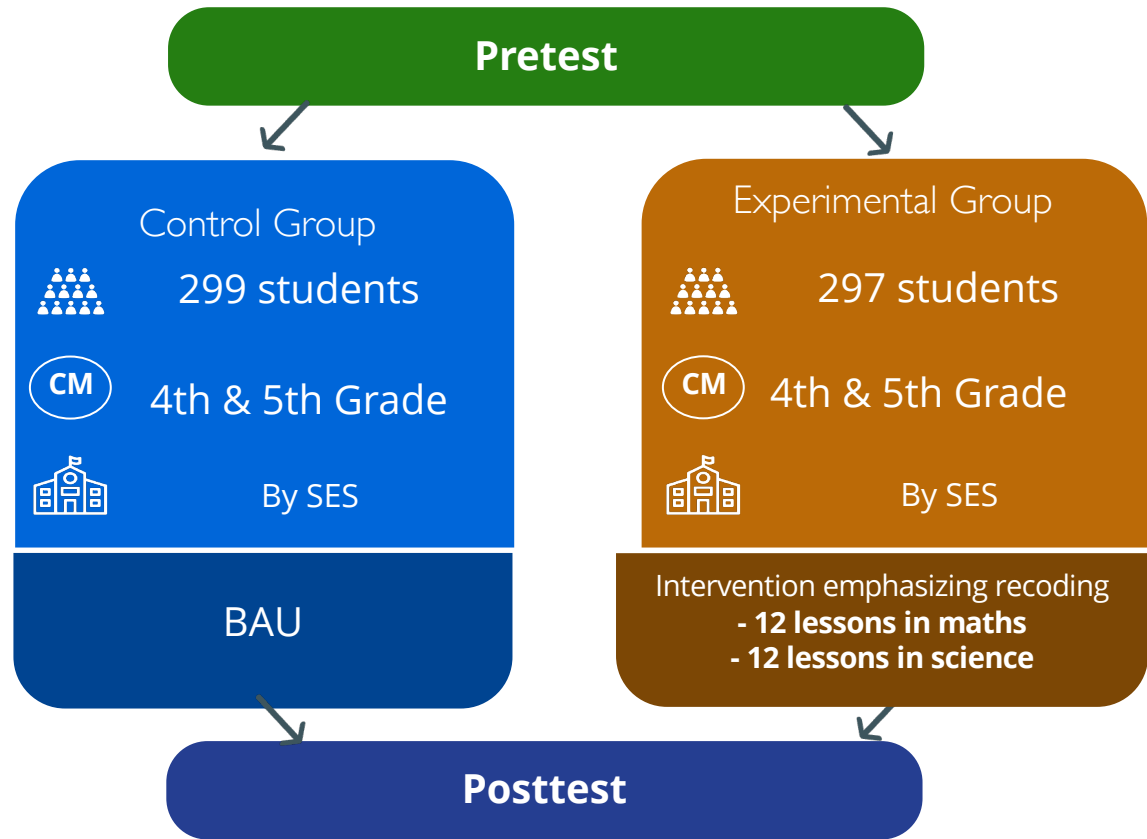 Pretest
Control Group
299 students
CM
4th & 5th Grade
By SES
BAU
Experimental Group
297 students
CM
4th & 5th Grade
By SES
Intervention emphasizing recoding
- 12 lessons in maths
- 12 lessons in science
Posttest